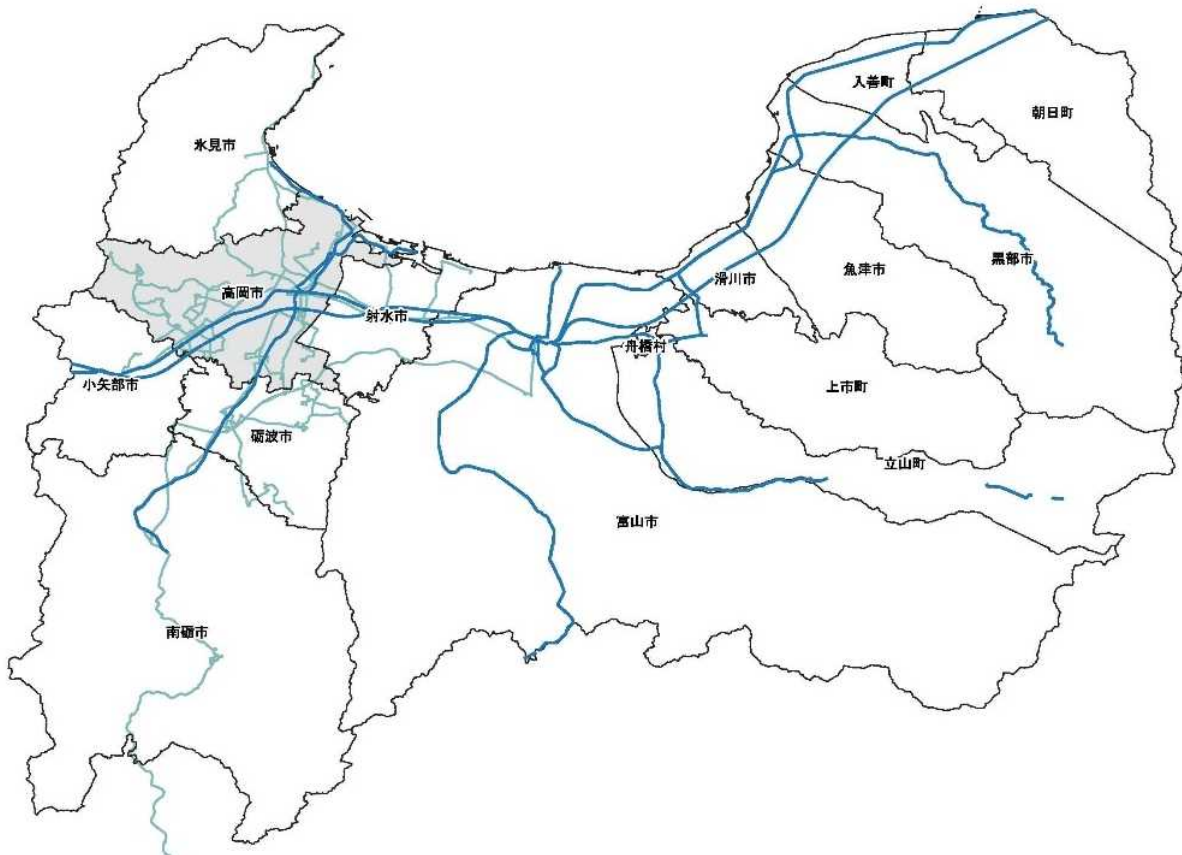 入善町
朝日町
氷見市
黒部市
魚津市
滑川市
高岡市
射水市
舟橋村
小矢部市
上市町
砺波市
立山町
富山市
南砺市